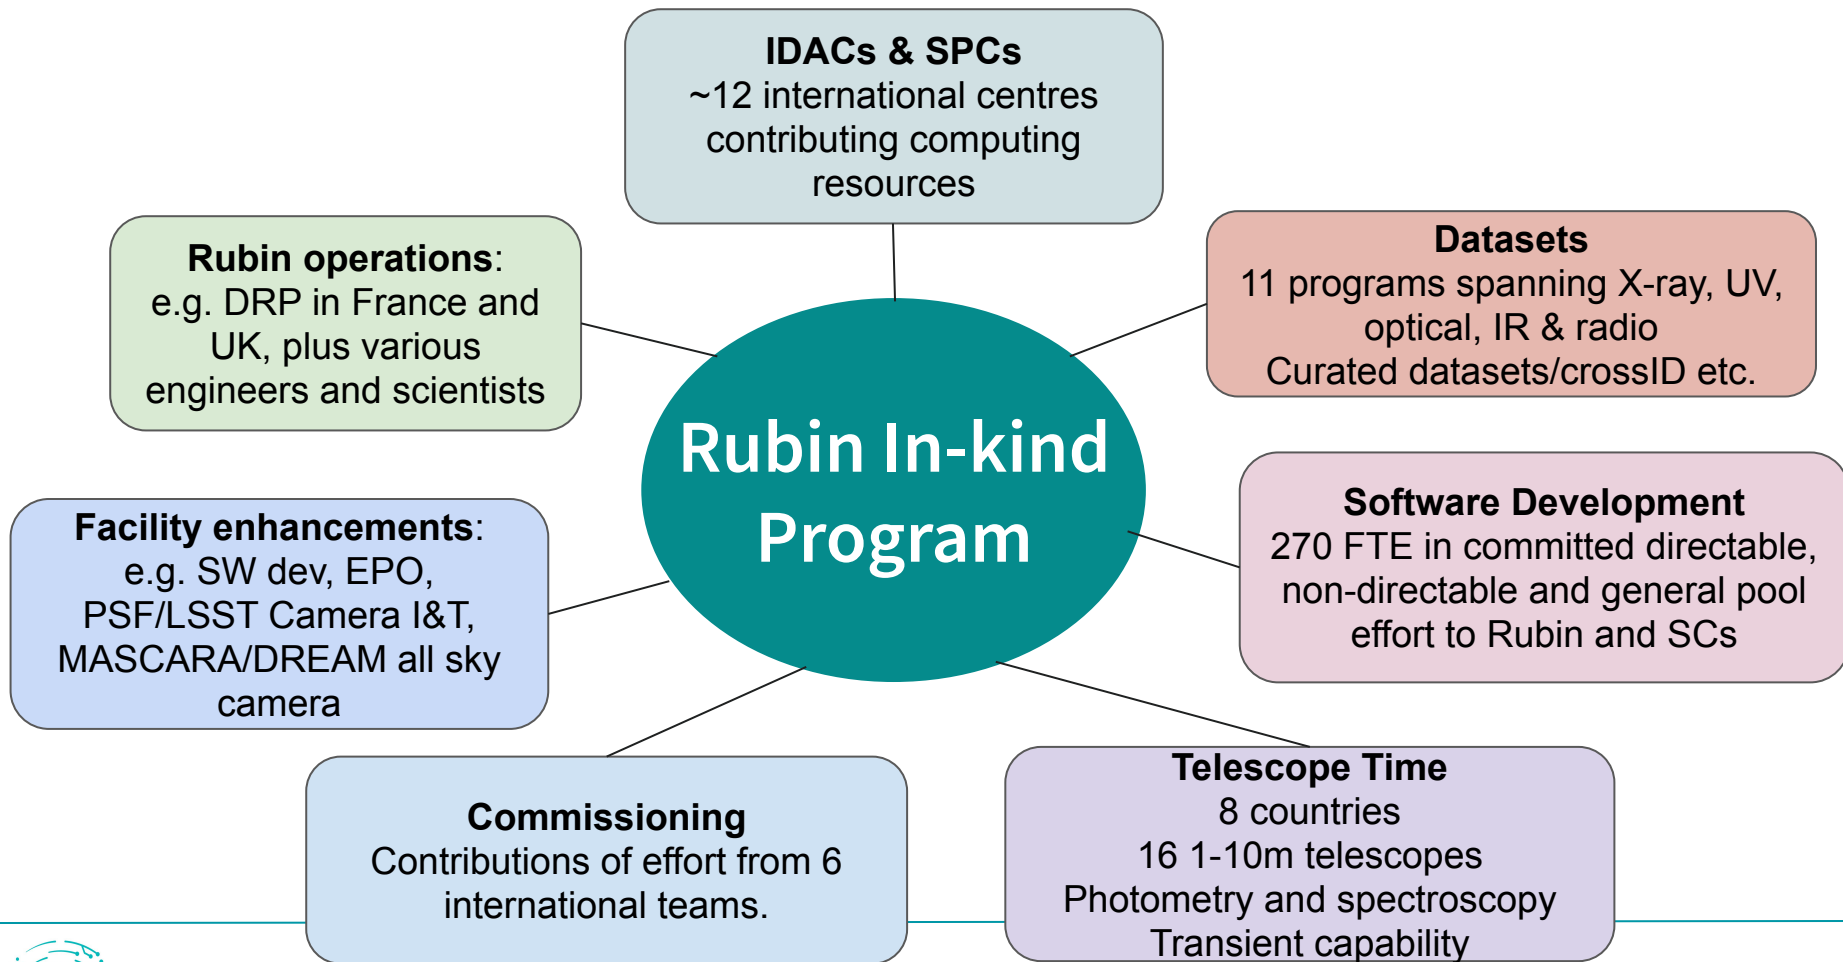 IDACs & SPCs
~12 international centres
contributing computing
resources
Rubin operations:
e.g. DRP in France and
UK, plus various
engineers and scientists
Datasets
11 programs spanning X-ray, UV,
optical, IR & radio
Curated datasets/crossID etc.
Rubin In-kind
Program
Facility enhancements:
e.g. SW dev, EPO,
PSF/LSST Camera I&T,
MASCARA/DREAM all sky
camera
Software Development
270 FTE in committed directable,
non-directable and general pool
effort to Rubin and SCs
Commissioning
Contributions of effort from 6
international teams.
Telescope Time
8 countries
16 1-10m telescopes
Photometry and spectroscopy
Transient capability